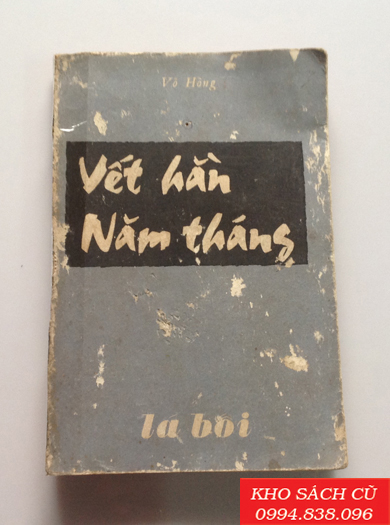 Võ Hồng
Vết hằn
Năm tháng
lá bối
KHO SÁCH CŨ
0994.838.096